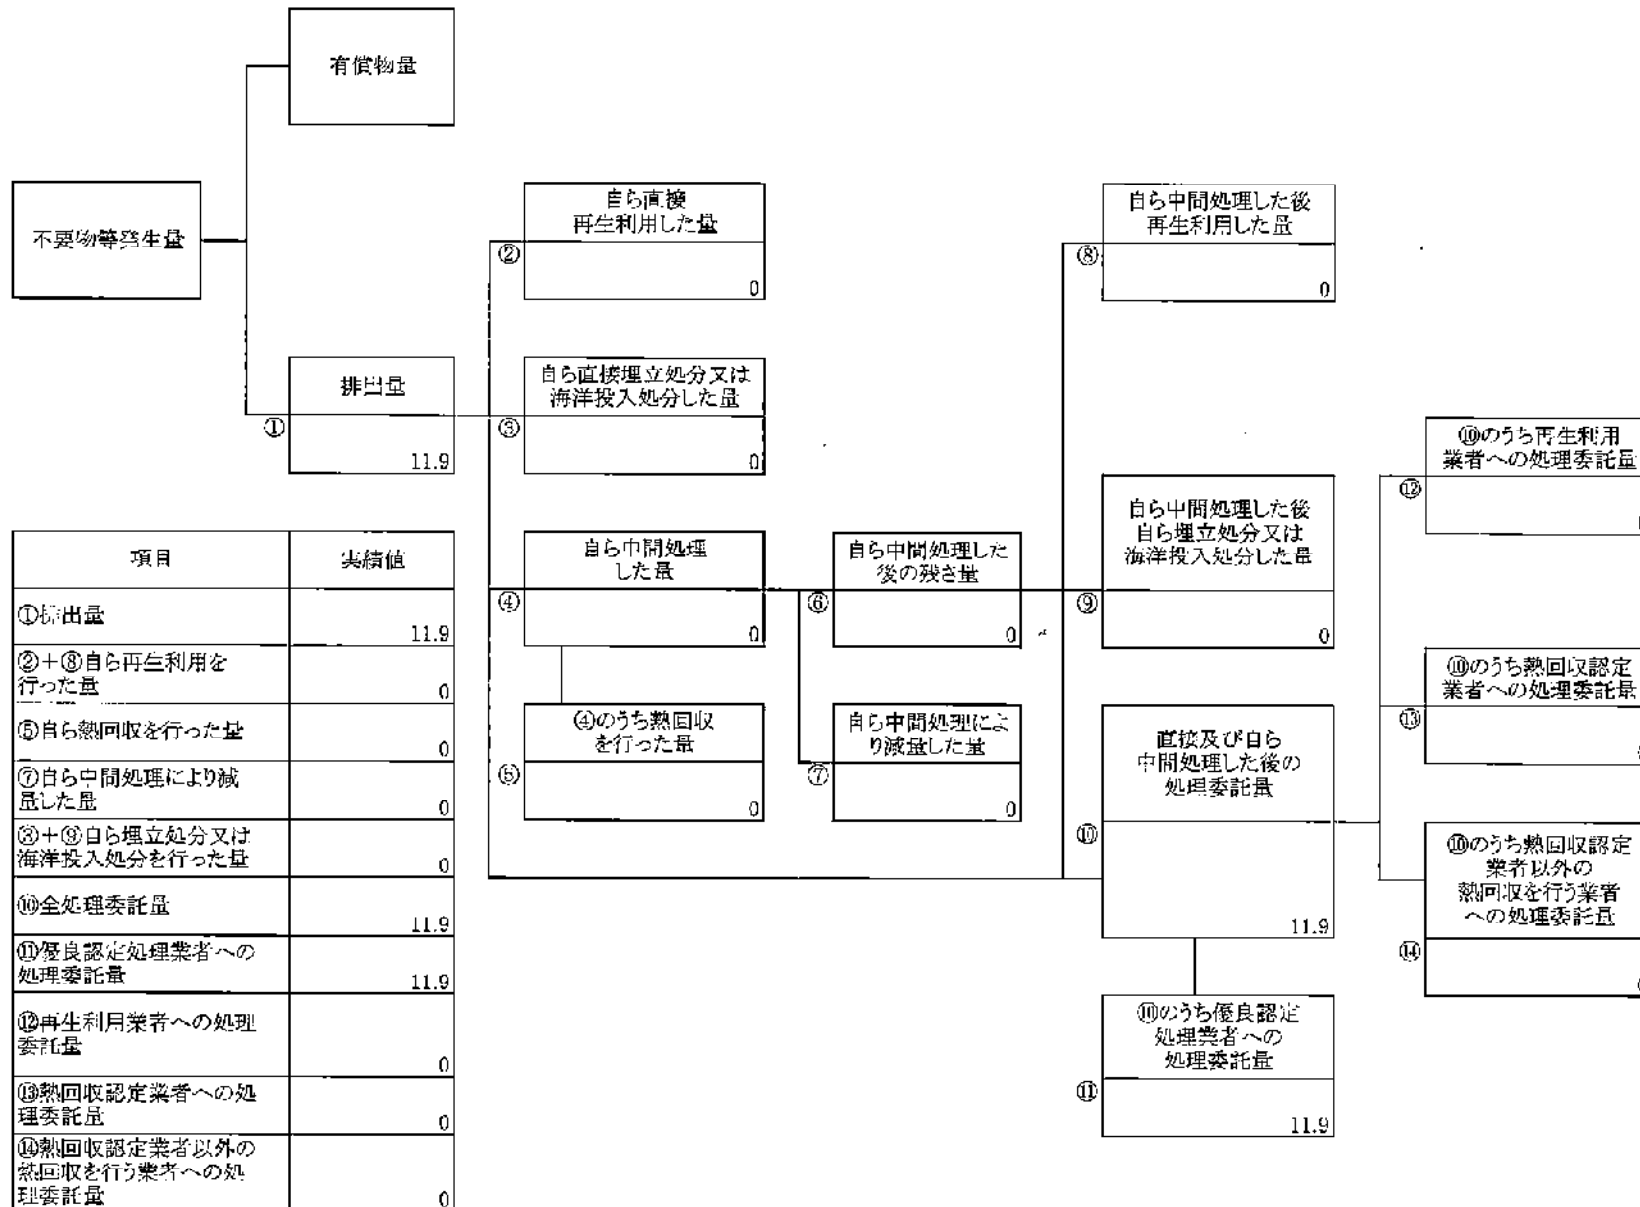 有償物量
不要物等発生量
自ら直接
再生利用した量
②
0
自ら中間処理した後
再生利用した量
⑧
0
排出量
①
11.9
自ら直接埋立処分又は
海洋投入処分した量
③
0
⑩のうち再生利用
業者への処理委託量
⑫
自ら中間処理
した量
④
0
自ら中間処理した
後の残さ量
⑥
0
自ら中間処理した後
自ら埋立処分又は
海洋投入処分した量
⑨
0
④のうち熱回収
を行った量
⑤
0
自ら中間処理によ
り減量した量
⑦
0
直接及び自ら
中間処理した後の
処理委託量
⑩
11.9
⑩のうち熱回収認定
業者への処理委託量
⑬
⑩のうち熱回収認定
業者以外の
熱回収を行う業者
への処理委託量
⑭
⑩のうち優良認定
処理業者への
処理委託量
⑪
11.9
項目 実績値
①排出量
11.9
②+⑧自ら再生利用を
行った量
0
⑤自ら熱回収を行った量
0
⑦自ら中間処理により減
量した量
0
③+⑨自ら埋立処分又は
海洋投入処分を行った量
0
⑩全処理委託量
11.9
⑪優良認定処理業者への
処理委託量
11.9
⑫再生利用業者への処理
委託量
0
⑬熱回収認定業者への処
理委託量
0
⑭熱回収認定業者以外の
熱回収を行う業者への処
理委託量
0